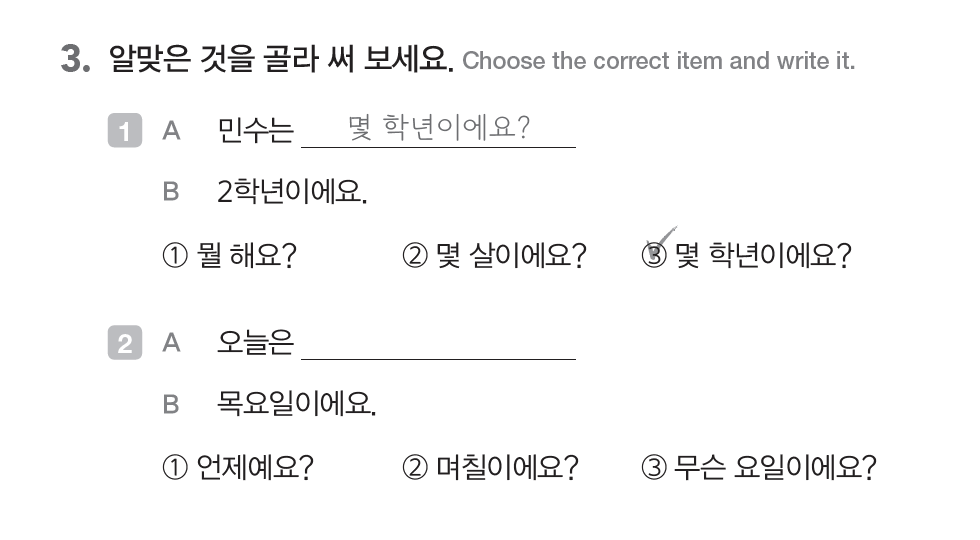 3. 알맞은 것을 골라 써 보세요. Choose the correct item and write it.
1 A 민수는 몇 학년이에요?
B 2학년이에요.
① 뭘 해요? ② 몇 살이에요? ③ 몇 학년이에요?
2 A 오늘은
B 목요일이에요.
① 언제예요? ② 며칠이에요? ③ 무슨 요일이에요?